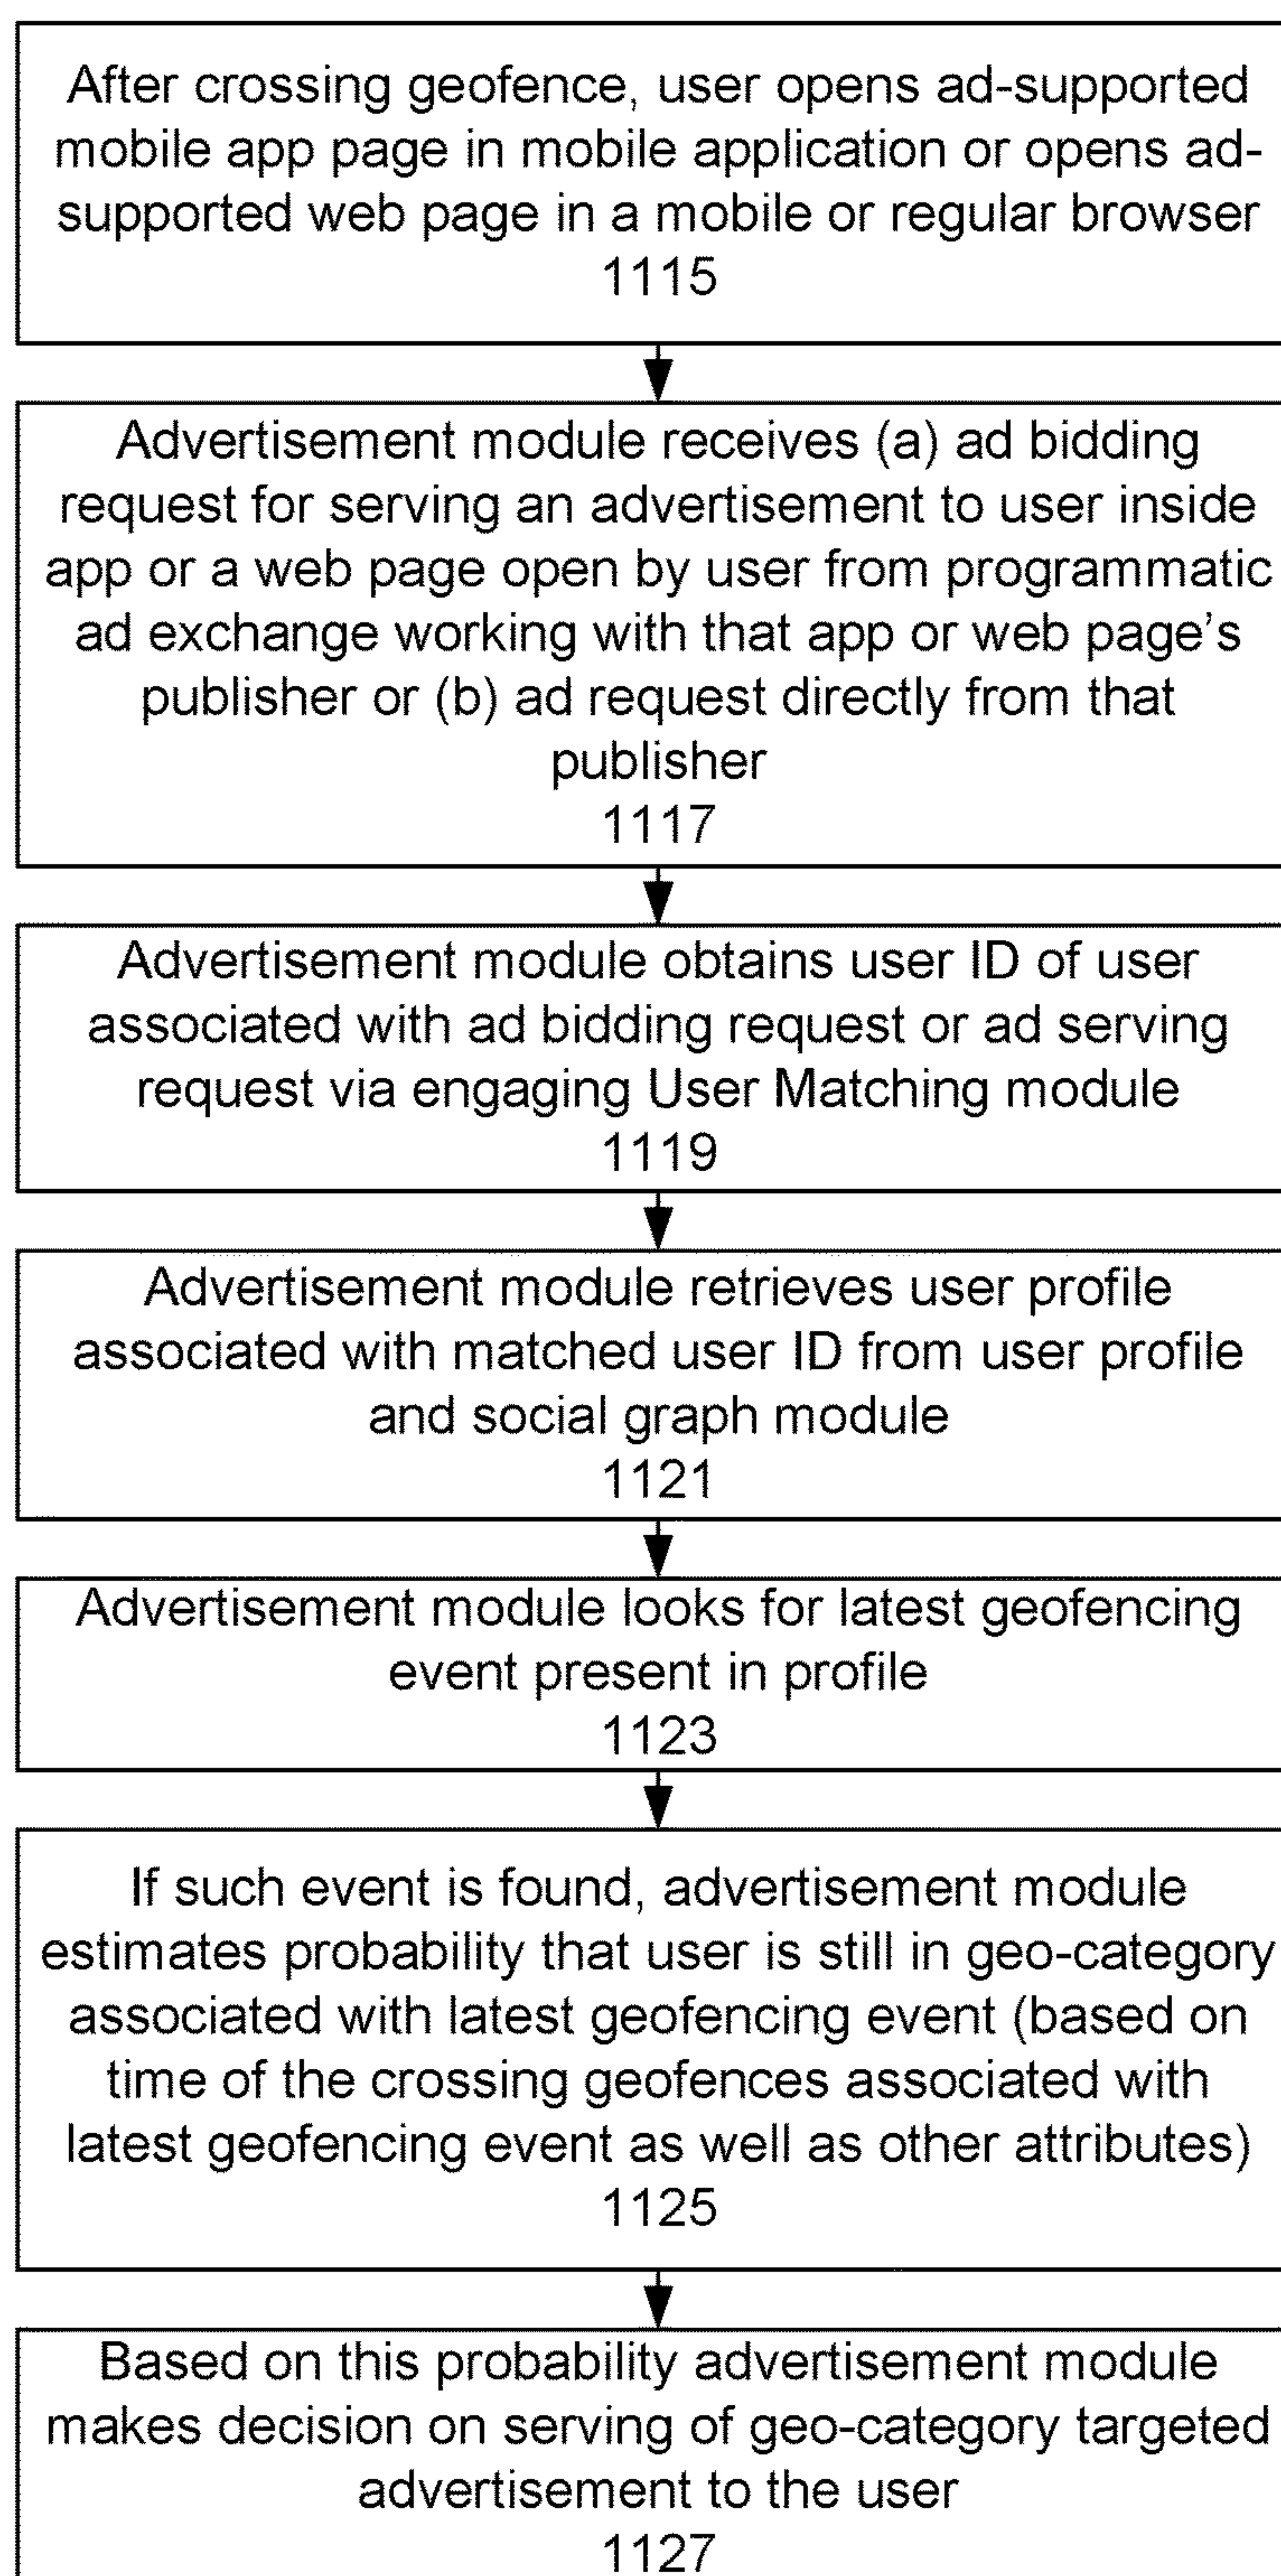 After crossing geofence, user opens ad-supported
mobile app page in mobile application or opens ad-
supported web page in a mobile or regular browser
1115
Advertisement module receives (a) ad bidding
request for serving an advertisement to user inside
app or a web page open by user from programmatic
ad exchange working with that app or web page's
publisher or (b) ad request directly from that
publisher
1117
Advertisement module obtains user ID of user
associated with ad bidding request or ad serving
request via engaging User Matching module
1119
Advertisement module retrieves user profile
associated with matched user ID from user profile
and social graph module
1121
Advertisement module looks for latest geofencing
event present in profile
1123
If such event is found, advertisement module
estimates probability that user is still in geo-category
associated with latest geofencing event (based on
time of the crossing geofences associated with
latest geofencing event as well as other attributes)
1125
Based on this probability advertisement module
makes decision on serving of geo-category targeted
advertisement to the user
1127